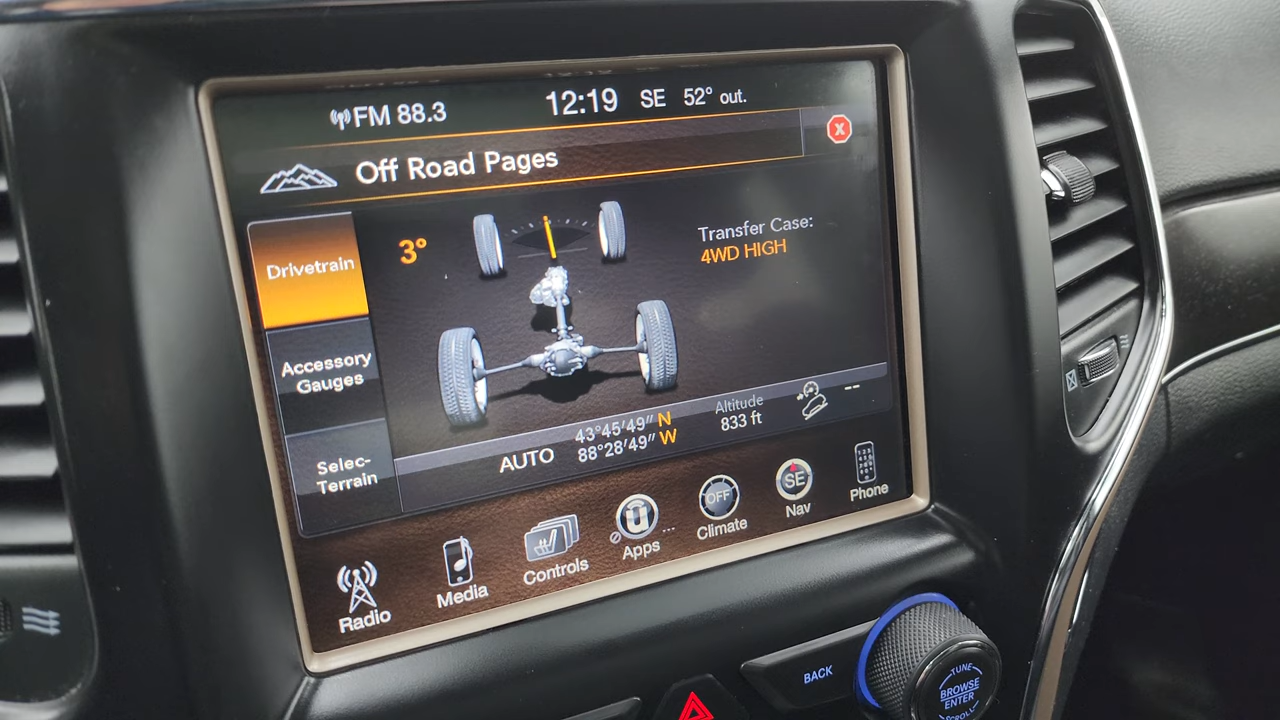 FM 88.3
12:19 SE 52° out.
X
Off Road Pages
Drivetrain
3°
Transfer Case:
4WD HIGH
Accessory
Gauges
Selec-
Terrain
AUTO
43°45'49" N
88°28'49" W
Altitude
833 ft
--
Radio
Media
Controls
Apps
...
OFF
Climate
SE
Nav
Phone
BACK
TUNE
BROWSE
ENTER
SCROLL